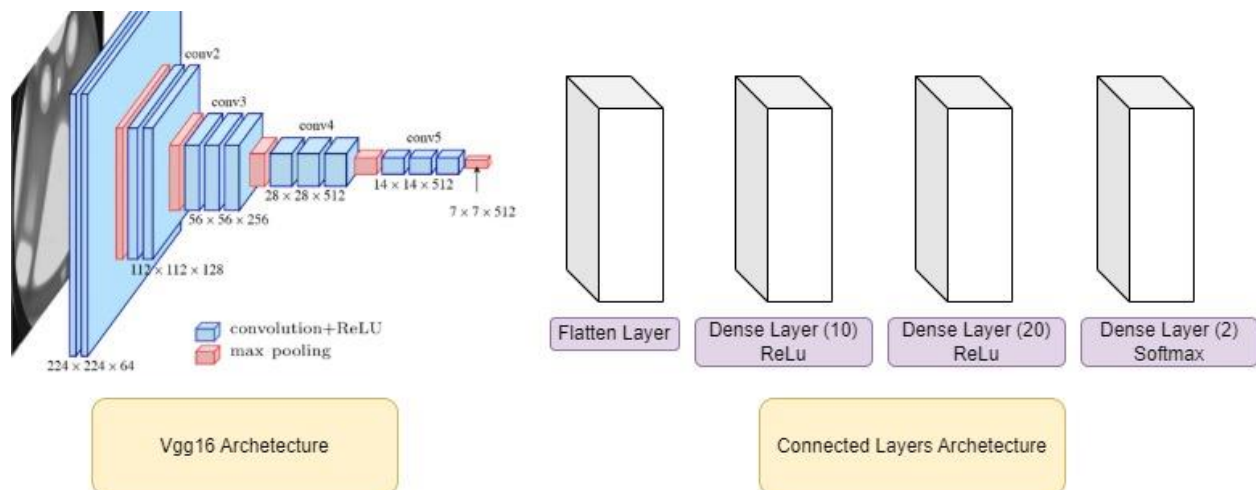 conv2
conv3
conv4
conv5
224 × 224 × 64
112 × 112 × 128
56 × 56 × 256
28 × 28 × 512
14 × 14 × 512
7 × 7 × 512
convolution+ReLU
max pooling
Vgg16 Archetecture
Flatten Layer
Dense Layer (10)
ReLu
Dense Layer (20)
ReLu
Dense Layer (2)
Softmax
Connected Layers Archetecture